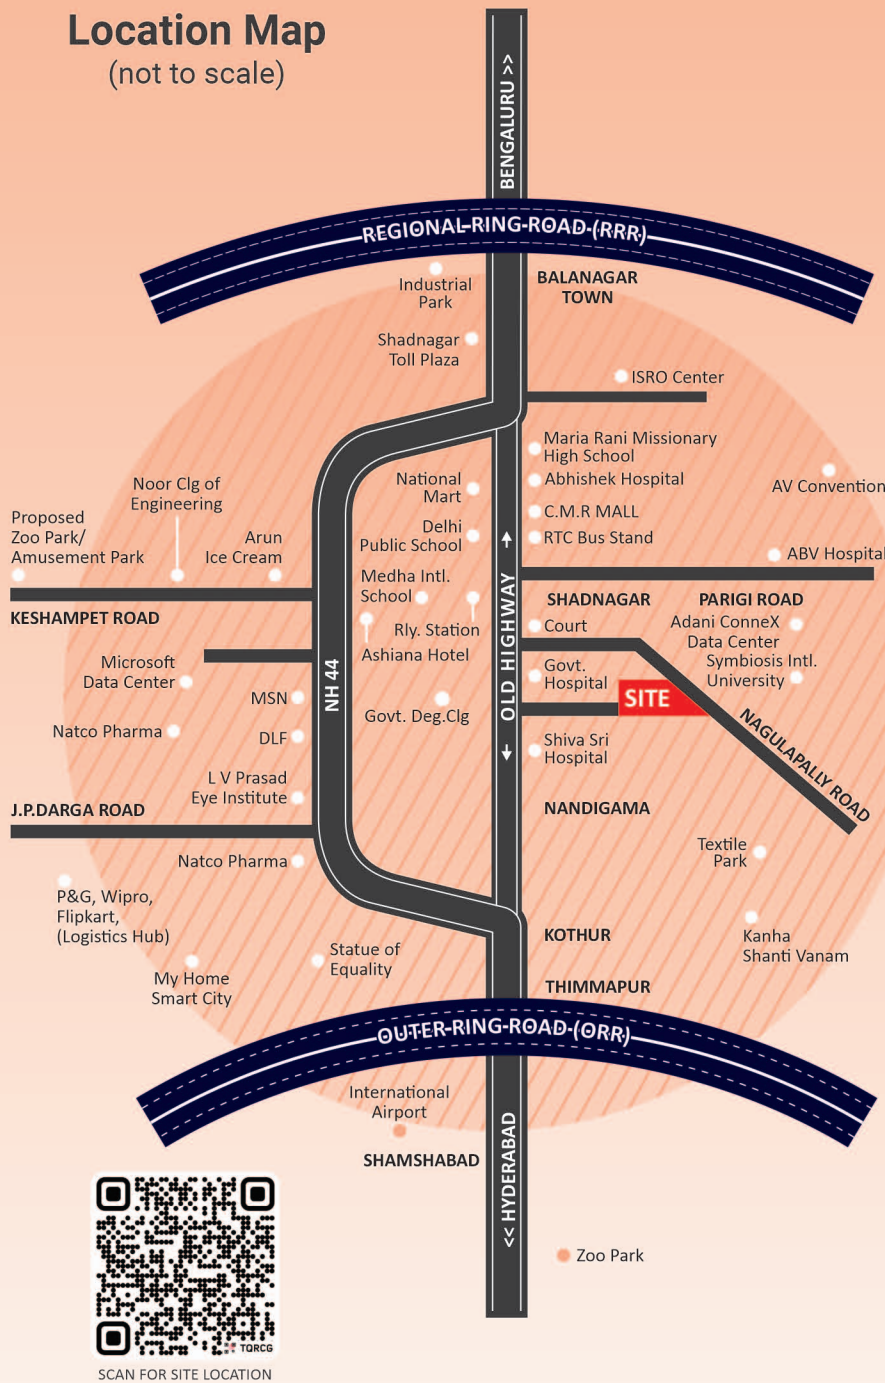 Location Map
(not to scale)
BENGALURU >>
REGIONAL RING ROAD (RRR)
Industrial
Park
BALANAGAR
TOWN
Shadnagar
Toll Plaza
ISRO Center
Maria Rani Missionary
High School
National
Mart
Abhishek Hospital
AV Convention
Noor Clg of
Engineering
C.M.R MALL
Proposed
Zoo Park/
Amusement Park
Arun
Ice Cream
Delhi
Public School
RTC Bus Stand
ABV Hospital
Medha Intl.
School
KESHAMPET ROAD
SHADNAGAR
PARIGI ROAD
Rly. Station
Court
Adani ConneX
Data Center
Ashiana Hotel
Microsoft
Data Center
Govt.
Hospital
Symbiosis Intl.
University
NH 44
OLD HIGHWAY
MSN
SITE
Govt. Deg.Clg
Natco Pharma
DLF
Shiva Sri
Hospital
NAGULAPALLY ROAD
L V Prasad
Eye Institute
J.P.DARGA ROAD
NANDIGAMA
Textile
Park
Natco Pharma
P&G, Wipro,
Flipkart,
(Logistics Hub)
KOTHUR
Kanha
Shanti Vanam
Statue of
Equality
My Home
Smart City
THIMMAPUR
OUTER RING ROAD (ORR)
International
Airport
SHAMSHABAD
<< HYDERABAD
Zoo Park
TQRCG
SCAN FOR SITE LOCATION